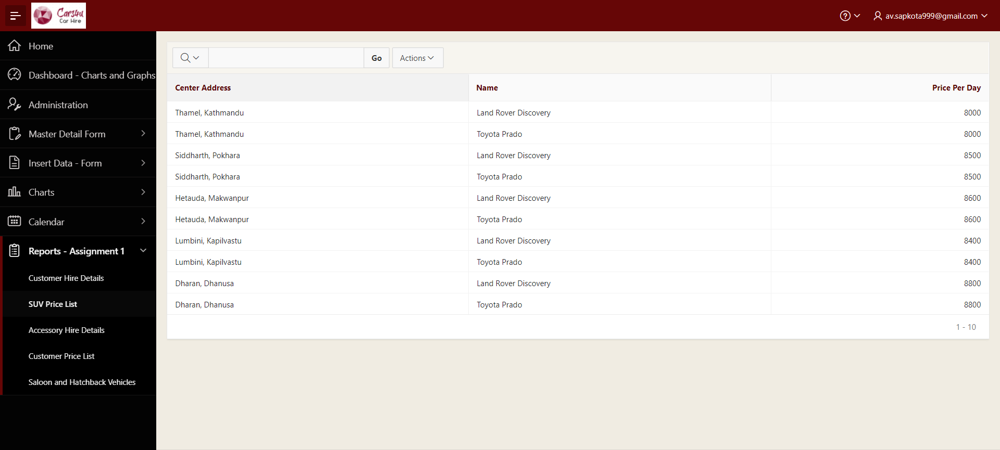 Cars4u
Car Hire
av.sapkota999@gmail.com
Home
Dashboard - Charts and Graphs
Administration
Master Detail Form
Insert Data - Form
Charts
Calendar
Reports - Assignment 1
Customer Hire Details
SUV Price List
Accessory Hire Details
Customer Price List
Saloon and Hatchback Vehicles
Go Actions
Center Address Name Price Per Day
Thamel, Kathmandu Land Rover Discovery 8000
Thamel, Kathmandu Toyota Prado 8000
Siddharth, Pokhara Land Rover Discovery 8500
Siddharth, Pokhara Toyota Prado 8500
Hetauda, Makwanpur Land Rover Discovery 8600
Hetauda, Makwanpur Toyota Prado 8600
Lumbini, Kapilvastu Land Rover Discovery 8400
Lumbini, Kapilvastu Toyota Prado 8400
Dharan, Dhanusa Land Rover Discovery 8800
Dharan, Dhanusa Toyota Prado 8800
1 - 10